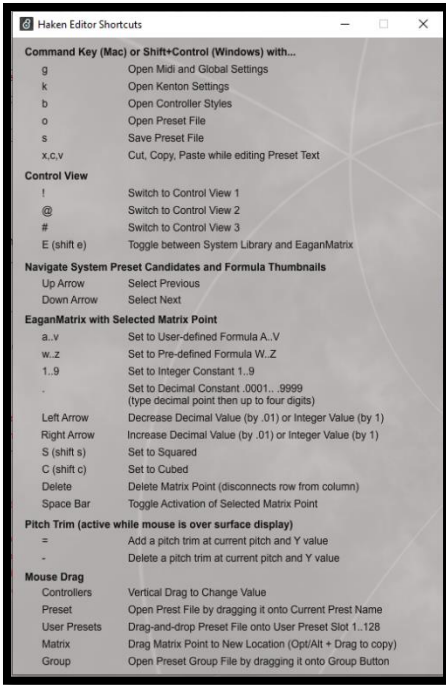 Haken Editor Shortcuts
Command Key (Mac) or Shift+Control (Windows) with...
g Open Midi and Global Settings
k Open Kenton Settings
b Open Controller Styles
o Open Preset File
s Save Preset File
x,c,v Cut, Copy, Paste while editing Preset Text
Control View
! Switch to Control View 1
@ Switch to Control View 2
# Switch to Control View 3
E (shift e) Toggle between System Library and EaganMatrix
Navigate System Preset Candidates and Formula Thumbnails
Up Arrow Select Previous
Down Arrow Select Next
EaganMatrix with Selected Matrix Point
a..v Set to User-defined Formula A..V
w..z Set to Pre-defined Formula W..Z
1..9 Set to Integer Constant 1..9
. Set to Decimal Constant .0001.. .9999
(type decimal point then up to four digits)
Left Arrow Decrease Decimal Value (by .01) or Integer Value (by 1)
Right Arrow Increase Decimal Value (by .01) or Integer Value (by 1)
S (shift s) Set to Squared
C (shift c) Set to Cubed
Delete Delete Matrix Point (disconnects row from column)
Space Bar Toggle Activation of Selected Matrix Point
Pitch Trim (active while mouse is over surface display)
= Add a pitch trim at current pitch and Y value
- Delete a pitch trim at current pitch and Y value
Mouse Drag
Controllers Vertical Drag to Change Value
Preset Open Prest File by dragging it onto Current Prest Name
User Presets Drag-and-drop Preset File onto User Preset Slot 1..128
Matrix Drag Matrix Point to New Location (Opt/Alt + Drag to copy)
Group Open Preset Group File by dragging it onto Group Button